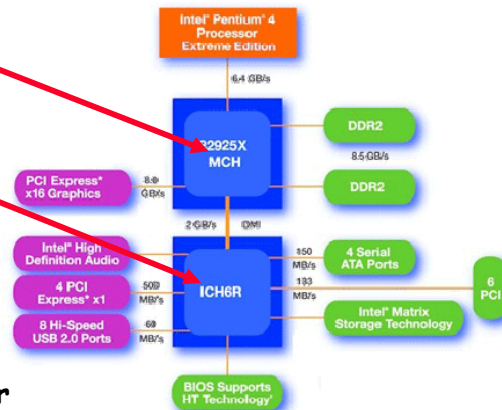 Intel® Pentium® 4
Processor
Extreme Edition
6.4 GB/s
82925X
MCH
DDR2
8.5 GB/s
DDR2
PCI Express*
x16 Graphics
8.0
GB/s
2 GB/s
DMI
Intel® High
Definition Audio
4 PCI
Express* x1
500
MB/s
8 Hi-Speed
USB 2.0 Ports
60
MB/s
ICH6R
150
MB/s
4 Serial
ATA Ports
133
MB/s
6
PCI
Intel® Matrix
Storage Technology
BIOS Supports
HT Technology¹
r